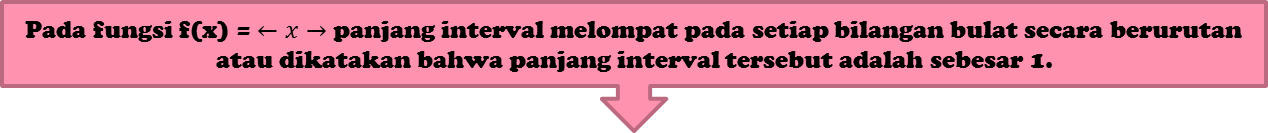 Pada fungsi f(x) = ← 𝑥 → panjang interval melompat pada setiap bilangan bulat secara berurutan
atau dikatakan bahwa panjang interval tersebut adalah sebesar 1.